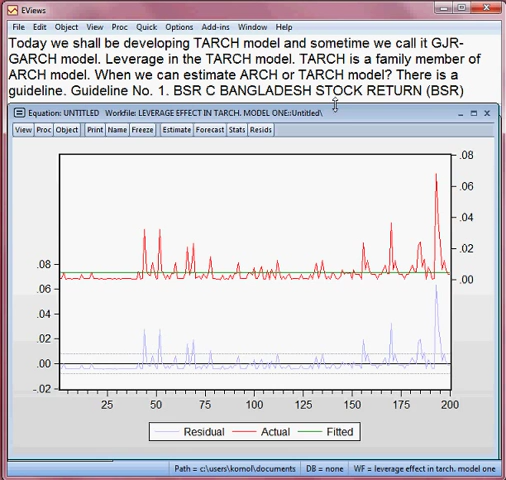 EViews
File Edit Object View Proc Quick Options Add-ins Window Help
Today we shall be developing TARCH model and sometime we call it GJR-
GARCH model. Leverage in the TARCH model. TARCH is a family member of
ARCH model. When we can estimate ARCH or TARCH model? There is a
guideline. Guideline No. 1. BSR C BANGLADESH STOCK RETURN (BSR)
Equation: UNTITLED Workfile: LEVERAGE EFFECT IN TARCH. MODEL ONE::Untitled\
View Proc Object Print Name Freeze Estimate Forecast Stats Resids
.08
.06
.04
.02
.00
.08
.06
.04
.02
.00
-.02
25 50 75 100 125 150 175 200
Residual Actual Fitted
Path = c:\users\komol\documents DB = none WF = leverage effect in tarch. model one